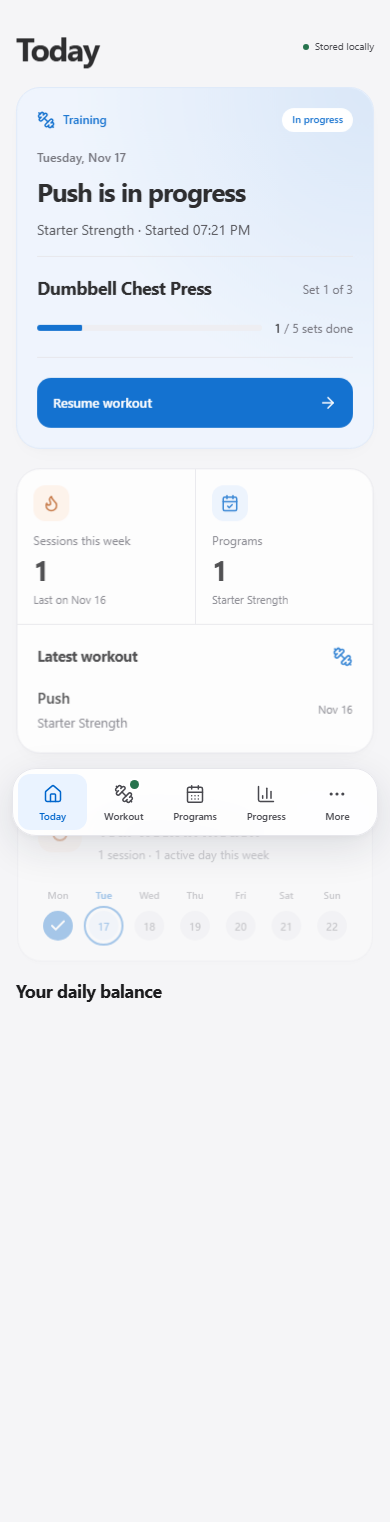 Today
Stored locally
Training
In progress
Tuesday, Nov 17
Push is in progress
Starter Strength · Started 07:21 PM
Dumbbell Chest Press
Set 1 of 3
1 / 5 sets done
Resume workout
Sessions this week
1
Last on Nov 16
Programs
1
Starter Strength
Latest workout
Push
Starter Strength
Nov 16
Today
Workout
Programs
Progress
More
1 session · 1 active day this week
Mon Tue Wed Thu Fri Sat Sun
17 18 19 20 21 22
Your daily balance